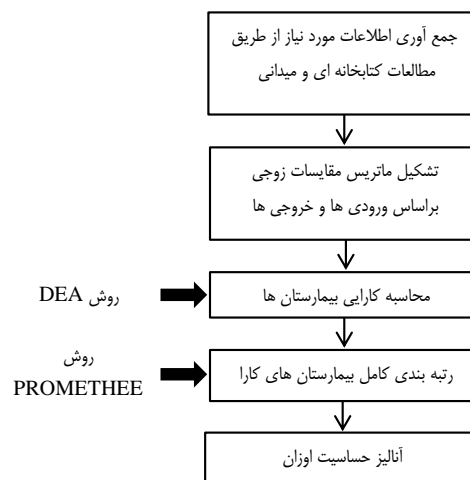 جمع آوری اطلاعات مورد نیاز از طریق
مطالعات کتابخانه ای و میدانی
تشکیل ماتریس مقایسات زوجی
براساس ورودی ها و خروجی ها
محاسبه کارایی بیمارستان ها
روش DEA
رتبه بندی کامل بیمارستان های کارا
روش
PROMETHEE
آنالیز حساسیت اوزان